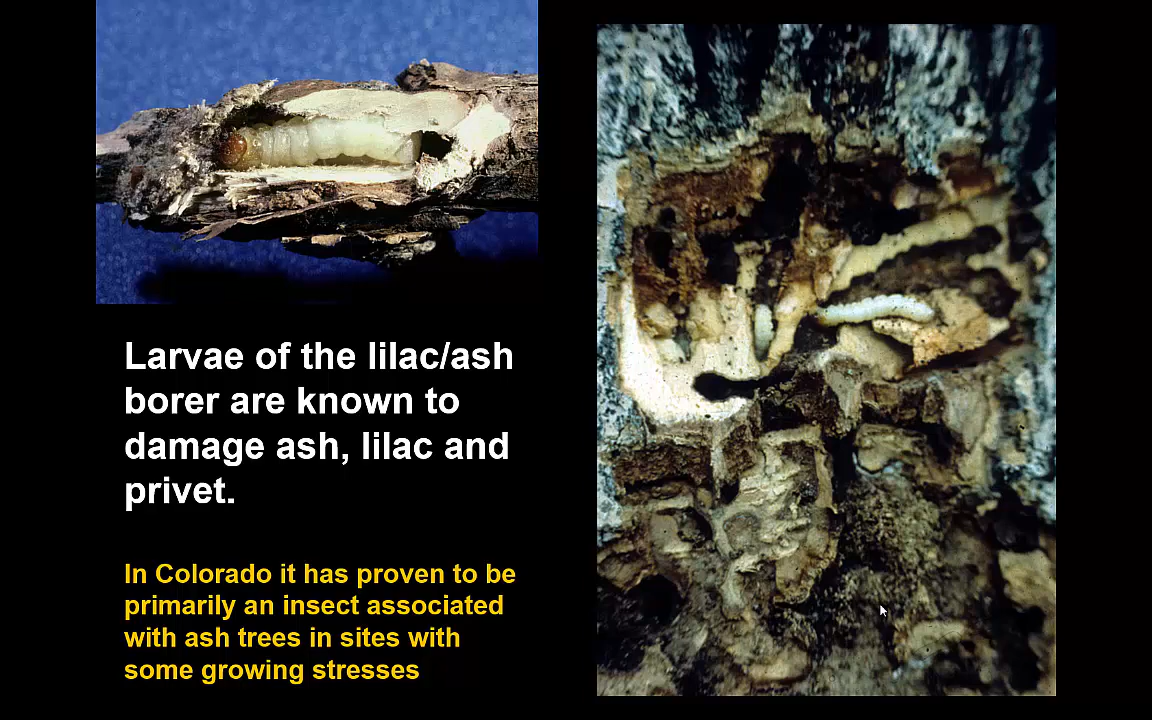 Larvae of the lilac/ash
borer are known to
damage ash, lilac and
privet.
In Colorado it has proven to be
primarily an insect associated
with ash trees in sites with
some growing stresses